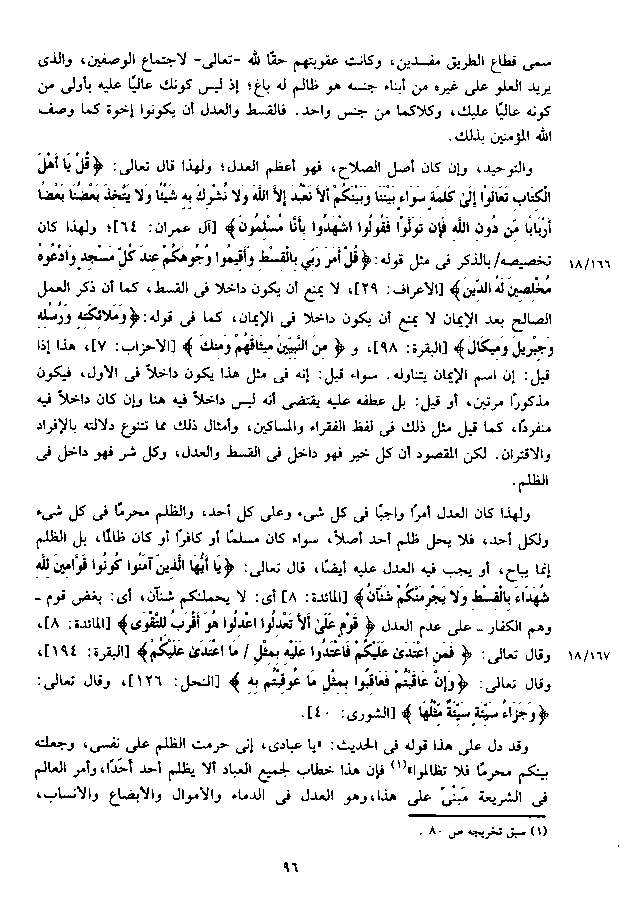 سمى قطاع الطريق مفسدين، وكانت عقوبتهم حقًا لله -تعالى- لاجتماع الوصفين، والذى
يريد العلو على غيره من أبناء جنسه هو ظالم له باغ؛ إذ ليس كونك عاليًا عليه بأولى من
كونه عاليًا عليك، وكلاكما من جنس واحد. فالقسط والعدل أن يكونوا إخوة كما وصف
الله المؤمنين بذلك.
والتوحيد، وإن كان أصل الصلاح، فهو أعظم العدل؛ ولهذا قال تعالى: ﴿قُلْ يَا أَهْلَ
الْكِتَابِ تَعَالَوْا إِلَىٰ كَلِمَةٍ سَوَاءٍ بَيْنَنَا وَبَيْنَكُمْ أَلاَّ نَعْبُدَ إِلاَّ اللَّهَ وَلا نُشْرِكَ بِهِ شَيْئًا وَلا يَتَّخِذَ بَعْضُنَا بَعْضًا
أَرْبَابًا مِّن دُونِ اللَّهِ فَإِن تَوَلَّوْا فَقُولُوا اشْهَدُوا بِأَنَّا مُسْلِمُونَ﴾ [آل عمران: ٦٤]؛ ولهذا كان
١٨/١٦٦ تخصيصه/ بالذكر فى مثل قوله: ﴿قُلْ أَمَرَ رَبِّي بِالْقِسْطِ وَأَقِيمُوا وُجُوهَكُمْ عِندَ كُلِّ مَسْجِدٍ وَادْعُوهُ
مُخْلِصِينَ لَهُ الدِّينَ﴾ [الأعراف: ٢٩]، لا يمنع أن يكون داخلا فى القسط، كما أن ذكر العمل
الصالح بعد الإيمان لا يمنع أن يكون داخلا فى الإيمان، كما فى قوله: ﴿وَمَلائِكَتِهِ وَرُسُلِهِ
وَجِبْرِيلَ وَمِيكَالَ﴾ [البقرة: ٩٨]، و ﴿ مِنَ النَّبِيِّينَ مِيثَاقَهُمْ وَمِنكَ ﴾ [الأحزاب: ٧]، هذا إذا
قيل: إن اسم الإيمان يتناوله. سواء قيل: إنه فى مثل هذا يكون داخلاً فى الأول، فيكون
مذكورًا مرتين، أو قيل: بل عطفه عليه يقتضى أنه ليس داخلاً فيه هنا وإن كان داخلاً فيه
منفردًا، كما قيل مثل ذلك فى لفظ الفقراء والمساكين، وأمثال ذلك مما تتنوع دلالته بالإفراد
والاقتران. لكن المقصود أن كل خير فهو داخل فى القسط والعدل، وكل شر فهو داخل فى
الظلم.
ولهذا كان العدل أمرًا واجبًا فى كل شىء وعلى كل أحد، والظلم محرمًا فى كل شىء
ولكل أحد، فلا يحل ظلم أحد أصلاً، سواء كان مسلمًا أو كافرًا أو كان ظالمًا، بل الظلم
إنما يباح، أو يجب فيه العدل عليه أيضًا، قال تعالى: ﴿يَا أَيُّهَا الَّذِينَ آمَنُوا كُونُوا قَوَّامِينَ لِلَّهِ
شُهَدَاءَ بِالْقِسْطِ وَلا يَجْرِمَنَّكُمْ شَنَآنُ﴾ [المائدة: ٨] أى: لا يحملنكم شنآن، أى: بغض قوم ـ
وهم الكفار ـ على عدم العدل ﴿ قَوْمٍ عَلَىٰ أَلاَّ تَعْدِلُوا اعْدِلُوا هُوَ أَقْرَبُ لِلتَّقْوَىٰ﴾ [المائدة: ٨]،
١٨/١٦٧ وقال تعالى: ﴿ فَمَنِ اعْتَدَىٰ عَلَيْكُمْ فَاعْتَدُوا عَلَيْهِ بِمِثْلِ / مَا اعْتَدَىٰ عَلَيْكُمْ﴾ [البقرة: ١٩٤]،
وقال تعالى: ﴿وَإِنْ عَاقَبْتُمْ فَعَاقِبُوا بِمِثْلِ مَا عُوقِبْتُم بِهِ ﴾ [النحل: ١٢٦]، وقال تعالى:
﴿وَجَزَاءُ سَيِّئَةٍ سَيِّئَةٌ مِّثْلُهَا ﴾ [الشورى: ٤٠].
وقد دل على هذا قوله فى الحديث: «يا عبادى، إنى حرمت الظلم على نفسى، وجعلته
بينكم محرمًا فلا تظالموا»(١) فإن هذا خطاب لجميع العباد ألا يظلم أحد أحدًا، وأمر العالم
فى الشريعة مَبْنىٌّ على هذا، وهو العدل فى الدماء والأموال والأبضاع والأنساب،
(١) سبق تخريجه ص ٨٠ .
٩٦